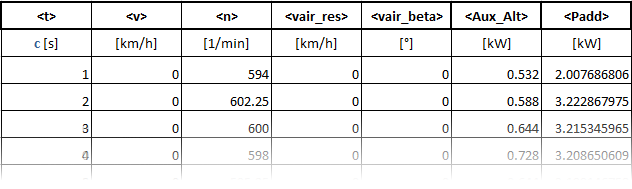 <t> <v> <n> <vair_res> <vair_beta> <Aux_Alt> <Padd>
c [s] [km/h] [1/min] [km/h] [°] [kW] [kW]
1 0 594 0 0 0.532 2.007686806
2 0 602.25 0 0 0.588 3.222867975
3 0 600 0 0 0.644 3.215345965
4 0 598 0 0 0.728 3.208650609